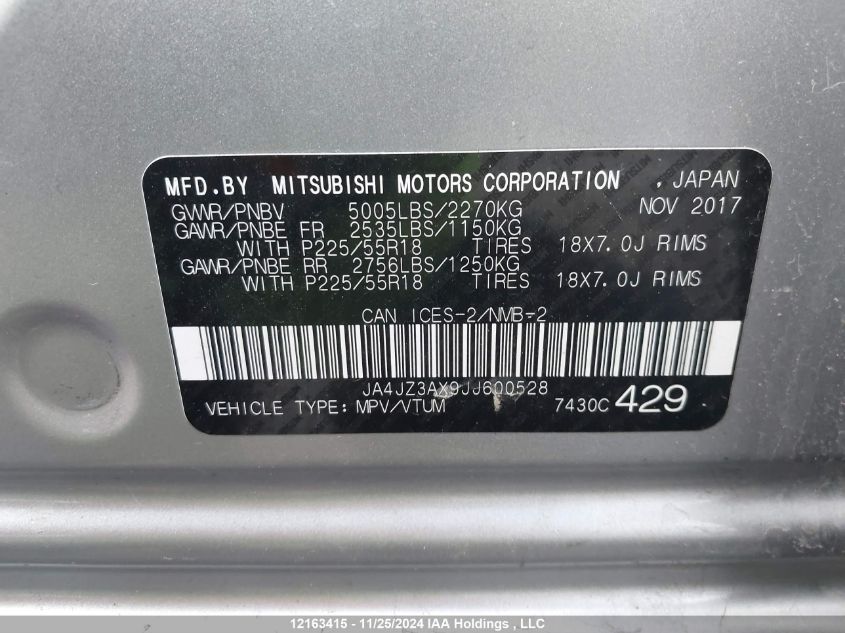 MFD.BY MITSUBISHI MOTORS CORPORATION , JAPAN
GVWR/PNBV 5005LBS/2270KG NOV 2017
GAWR/PNBE FR 2535LBS/1150KG
WITH P225/55R18 TIRES 18X7.0J RIMS
GAWR/PNBE RR 2756LBS/1250KG
WITH P225/55R18 TIRES 18X7.0J RIMS
CAN ICES-2/NMB-2
JA4JZ3AX9JJ600528
VEHICLE TYPE:MPV/VTUM 7430C 429
12163415 - 11/25/2024 IAA Holdings , LLC